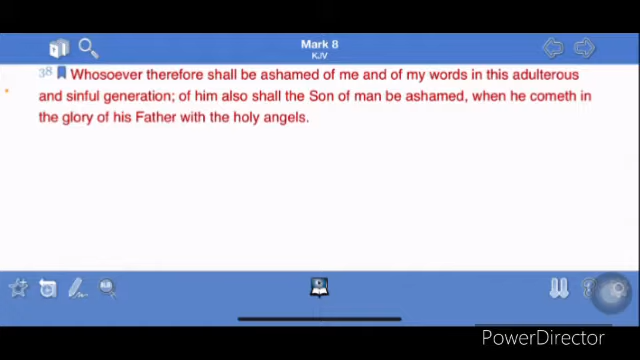 Mark 8
KJV
38 Whosoever therefore shall be ashamed of me and of my words in this adulterous
and sinful generation; of him also shall the Son of man be ashamed, when he cometh in
the glory of his Father with the holy angels.
PowerDirector